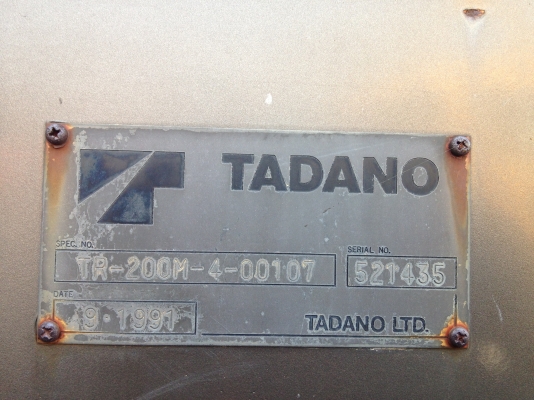 TADANO
SPEC. NO. SERIAL NO.
TR-200M-4-00107 521435
DATE
9 1991
TADANO LTD.